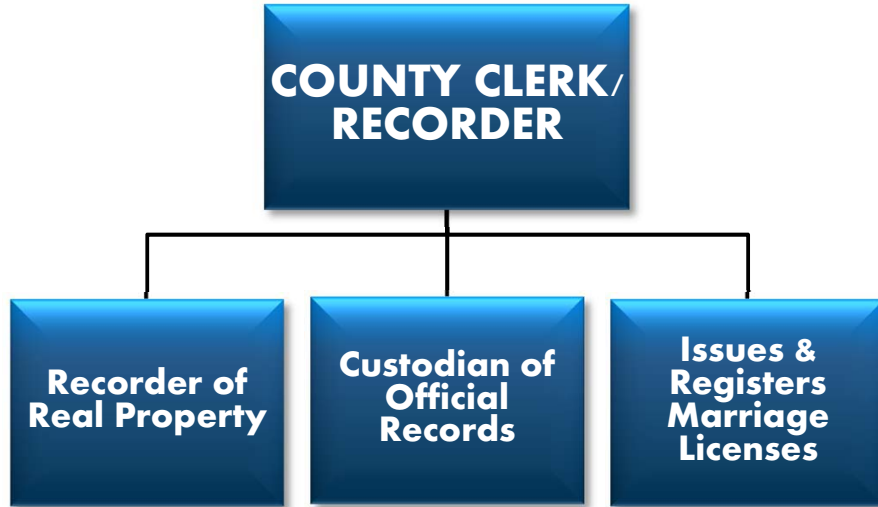 COUNTY CLERK/
RECORDER
Recorder of
Real Property
Custodian of
Official
Records
Issues &
Registers
Marriage
Licenses